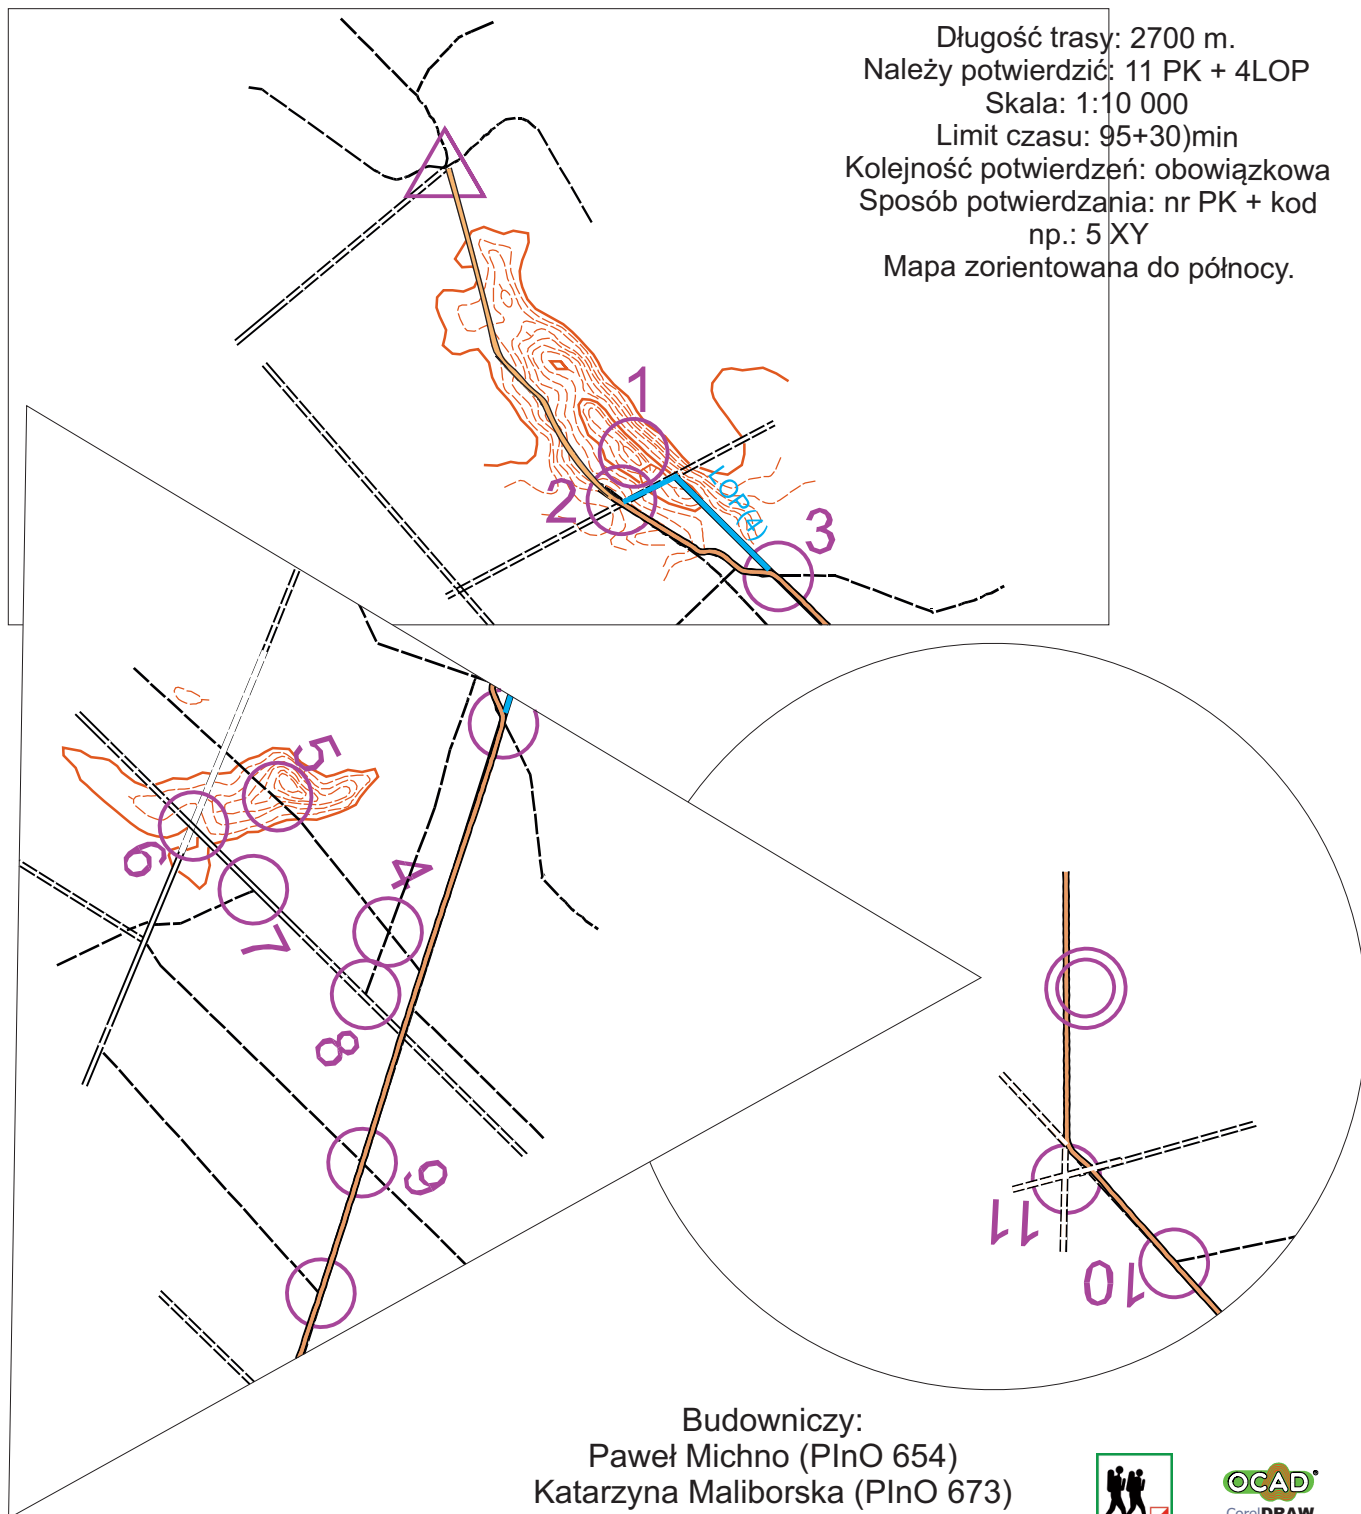 Długość trasy: 2700 m.
Należy potwierdzić: 11 PK + 4LOP
Skala: 1:10 000
Limit czasu: 95+30)min
Kolejność potwierdzeń: obowiązkowa
Sposób potwierdzania: nr PK + kod
np.: 5 XY
Mapa zorientowana do północy.
1
2
LOP(4)
3
5
6
4
7
8
9
11
10
Budowniczy:
Paweł Michno (PInO 654)
Katarzyna Maliborska (PInO 673)
OCAD®
CorelDRAW